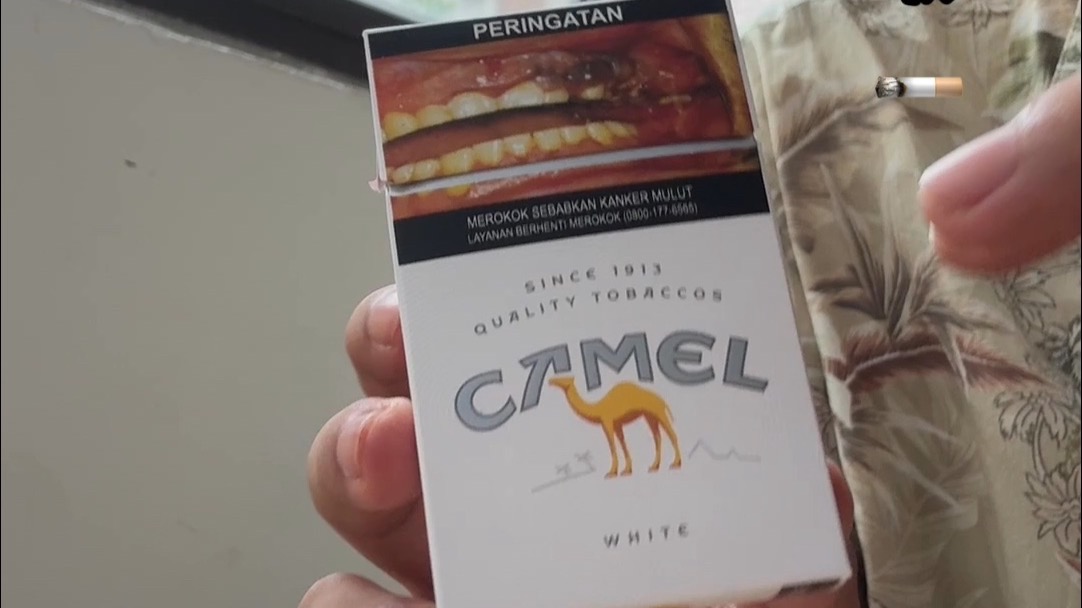 PERINGATAN
MEROKOK SEBABKAN KANKER MULUT
LAYANAN BERHENTI MEROKOK (0800-177-6565)
SINCE 1913
QUALITY TOBACCOS
CAMEL
WHITE